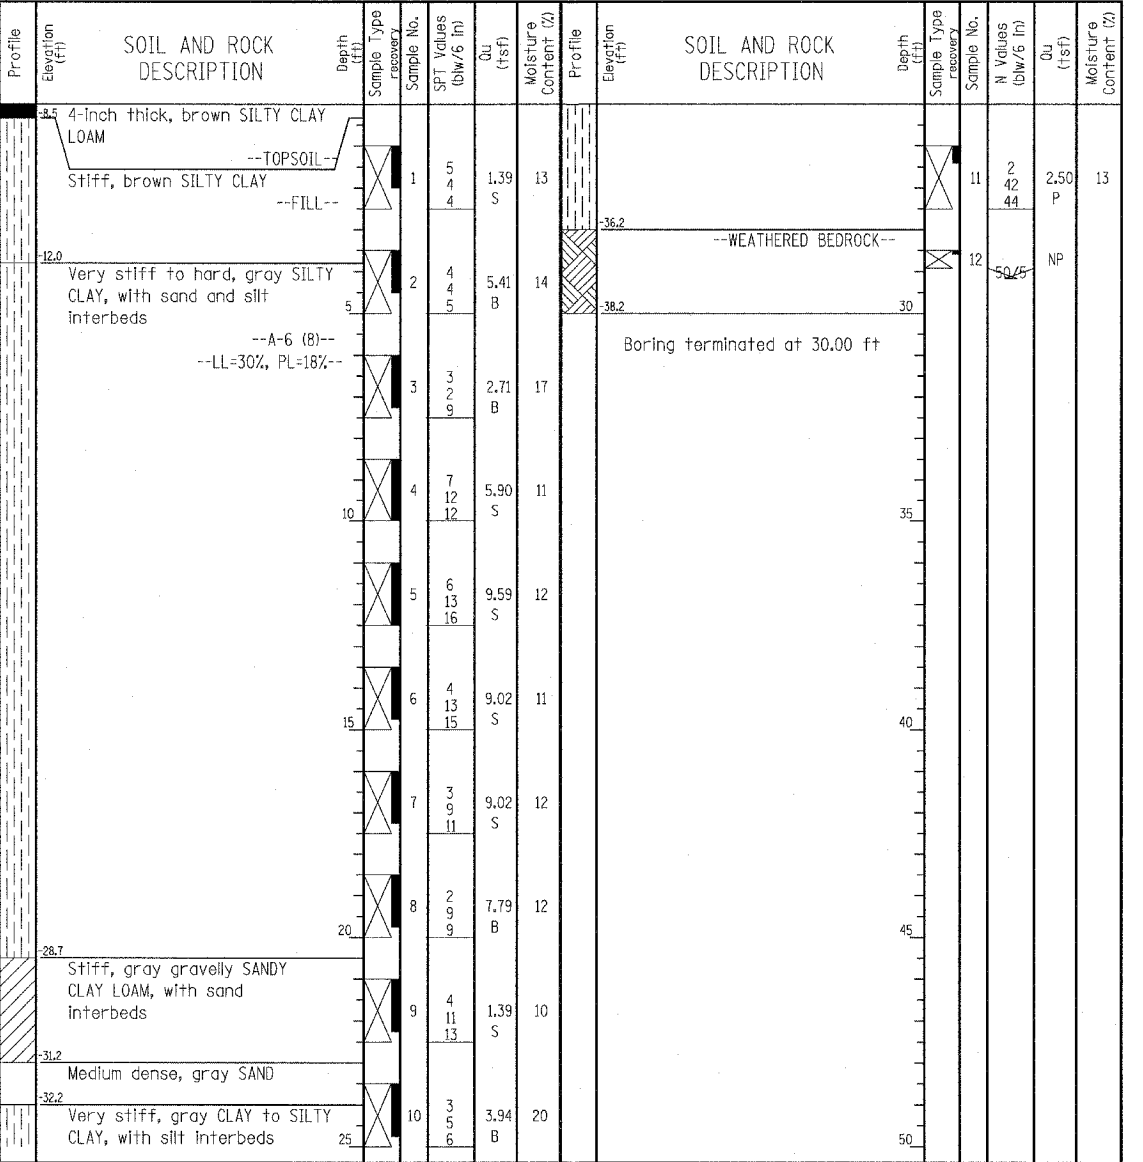 Profile
Elevation (ft)
SOIL AND ROCK DESCRIPTION
Depth (ft)
Sample Type recovery
Sample No.
SPT Values (blw/6 in)
Qu (tsf)
Moisture Content (%)
Profile
Elevation (ft)
SOIL AND ROCK DESCRIPTION
Depth (ft)
Sample Type recovery
Sample No.
N Values (blw/6 in)
Qu (tsf)
Moisture Content (%)
-8.5 4-inch thick, brown SILTY CLAY
LOAM
--TOPSOIL--
Stiff, brown SILTY CLAY
--FILL--
1 5 4 4 1.39 S 13
-12.0
Very stiff to hard, gray SILTY
CLAY, with sand and silt
interbeds
5
2 4 4 5 5.41 B 14
--A-6 (8)--
--LL=30%, PL=18%--
3 3 2 9 2.71 B 17
4 7 12 12 5.90 S 11
10
5 6 13 16 9.59 S 12
6 4 13 15 9.02 S 11
15
7 3 9 11 9.02 S 12
8 2 9 9 7.79 B 12
20
-28.7
Stiff, gray gravelly SANDY
CLAY LOAM, with sand
interbeds
9 4 11 13 1.39 S 10
-31.2
Medium dense, gray SAND
-32.2
Very stiff, gray CLAY to SILTY
CLAY, with silt interbeds
25
10 3 5 6 3.94 B 20
11 2 42 44 2.50 P 13
-36.2
--WEATHERED BEDROCK--
12 50/5 NP
-38.2
30
Boring terminated at 30.00 ft
35
40
45
50